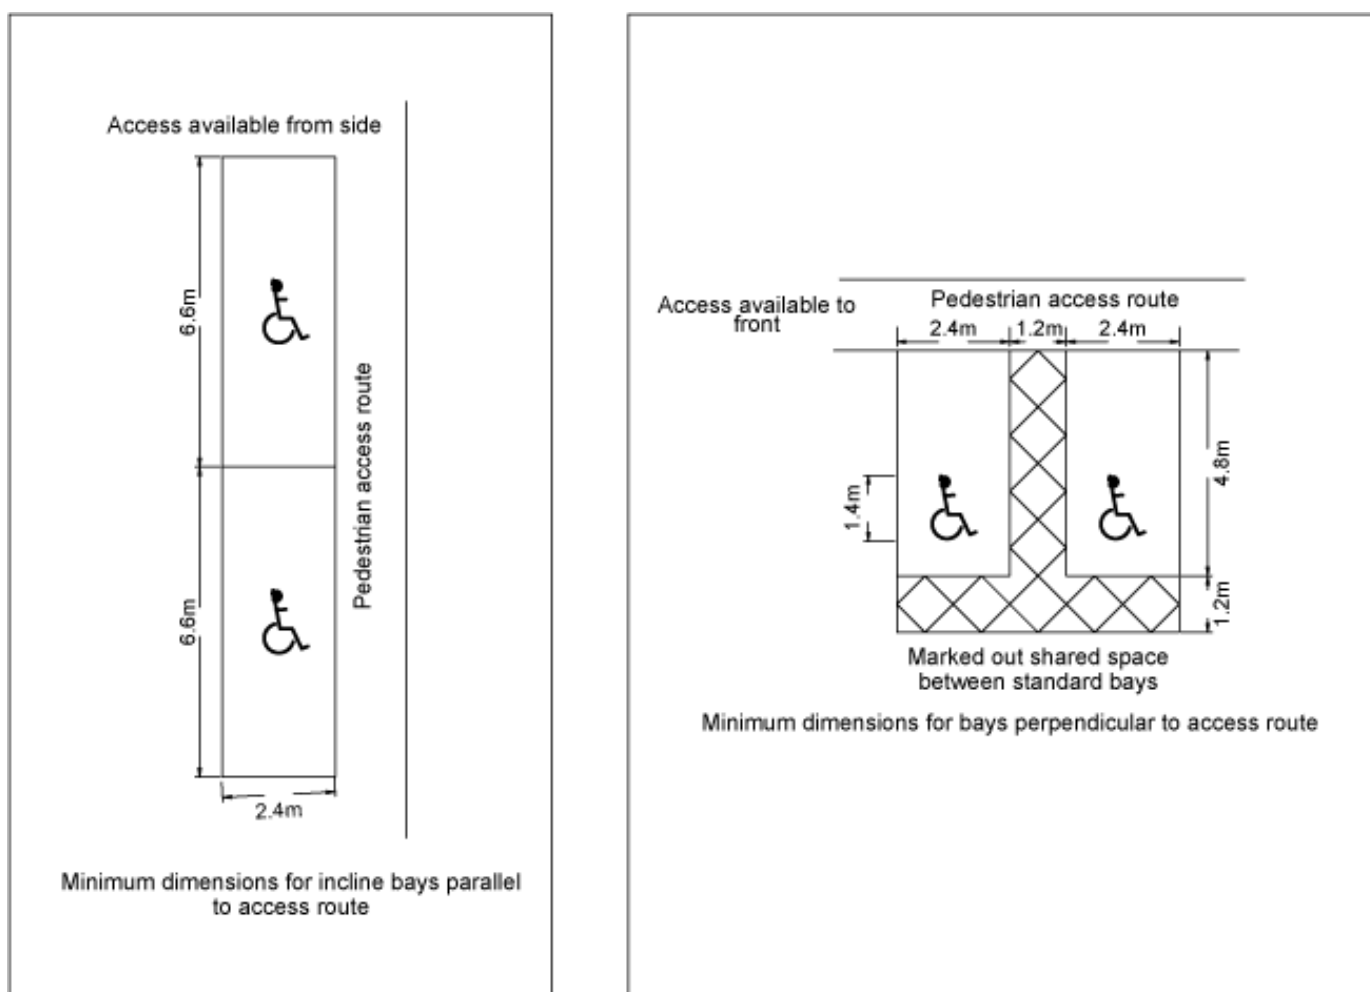 Access available from side
6.6m
Pedestrian access route
6.6m
2.4m
Minimum dimensions for incline bays parallel
to access route
Pedestrian access route
Access available to
front
2.4m
1.2m
2.4m
4.8m
1.4m
1.2m
Marked out shared space
between standard bays
Minimum dimensions for bays perpendicular to access route